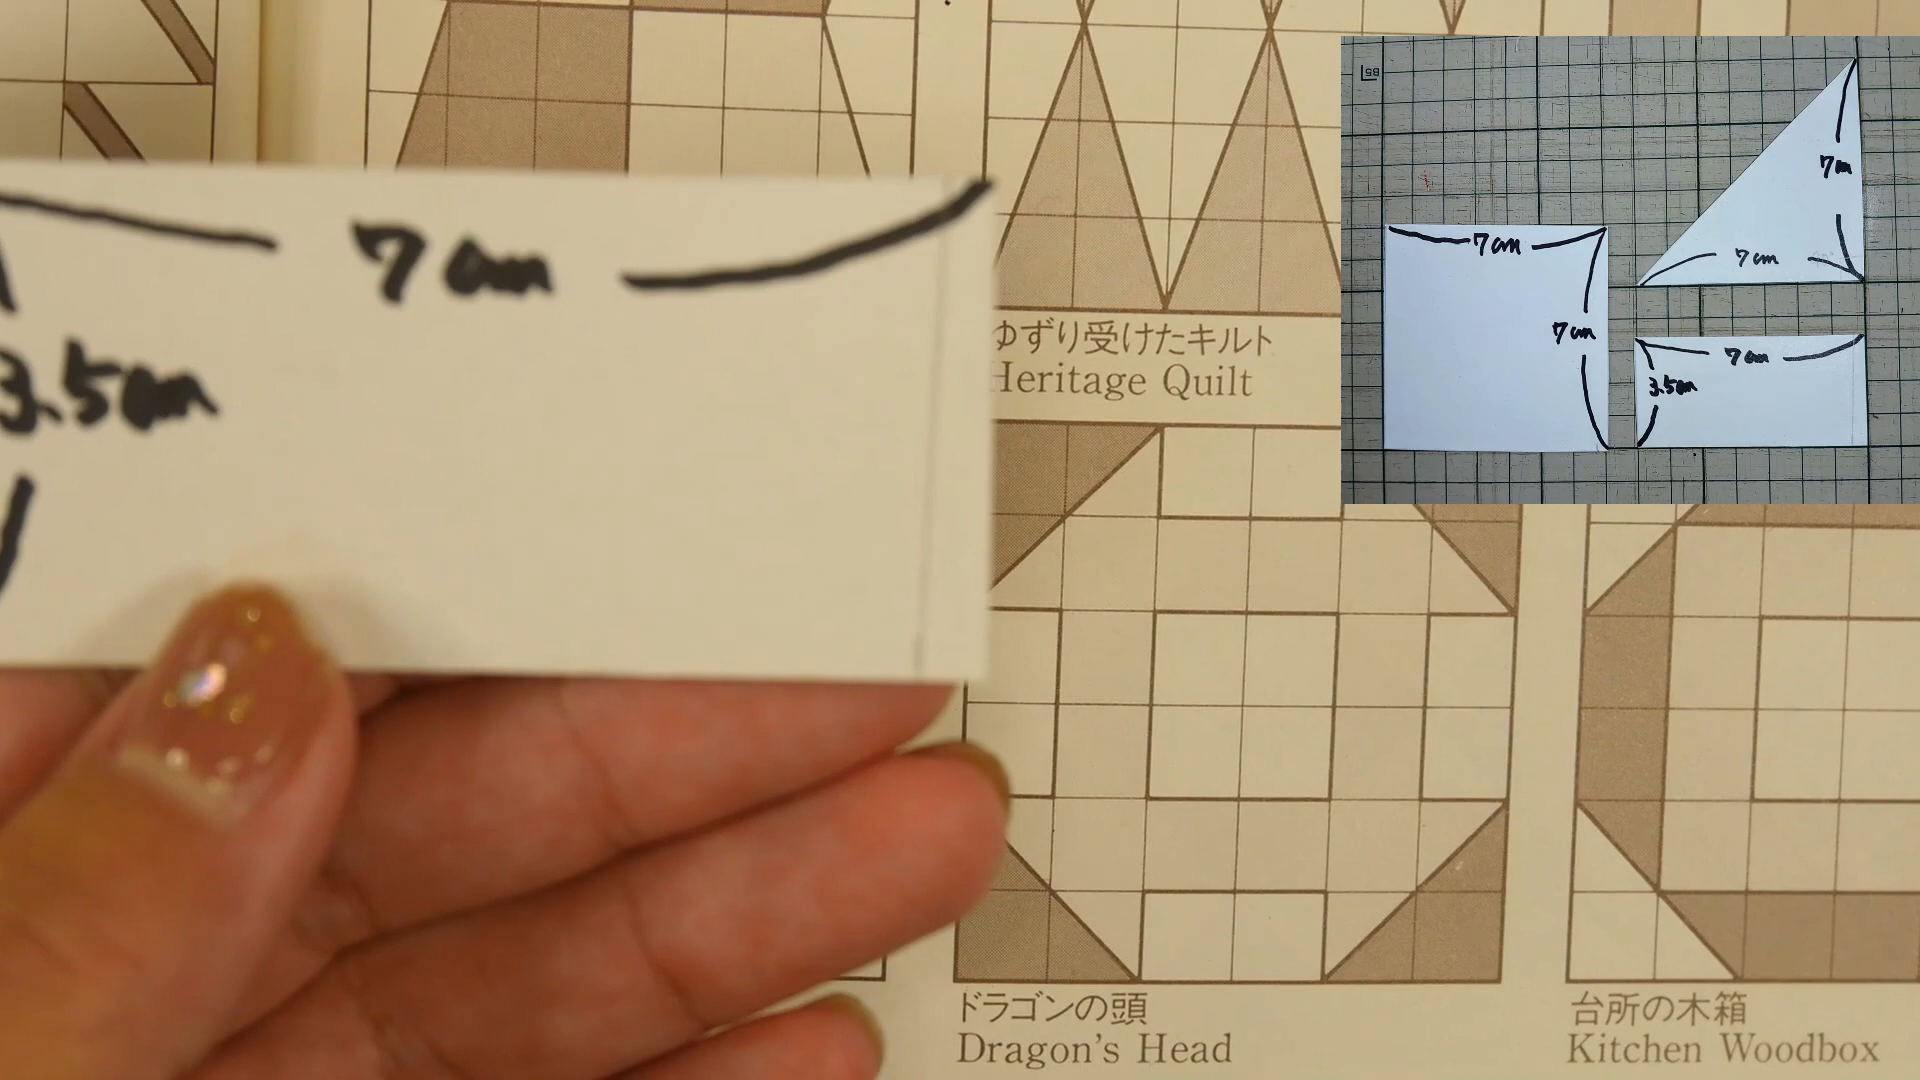 7cm
3.5cm
ゆずり受けたキルト
Heritage Quilt
ドラゴンの頭
Dragon's Head
台所の木箱
Kitchen Woodbox
B5
7cm
7cm
7cm
7cm
7cm
3.5cm